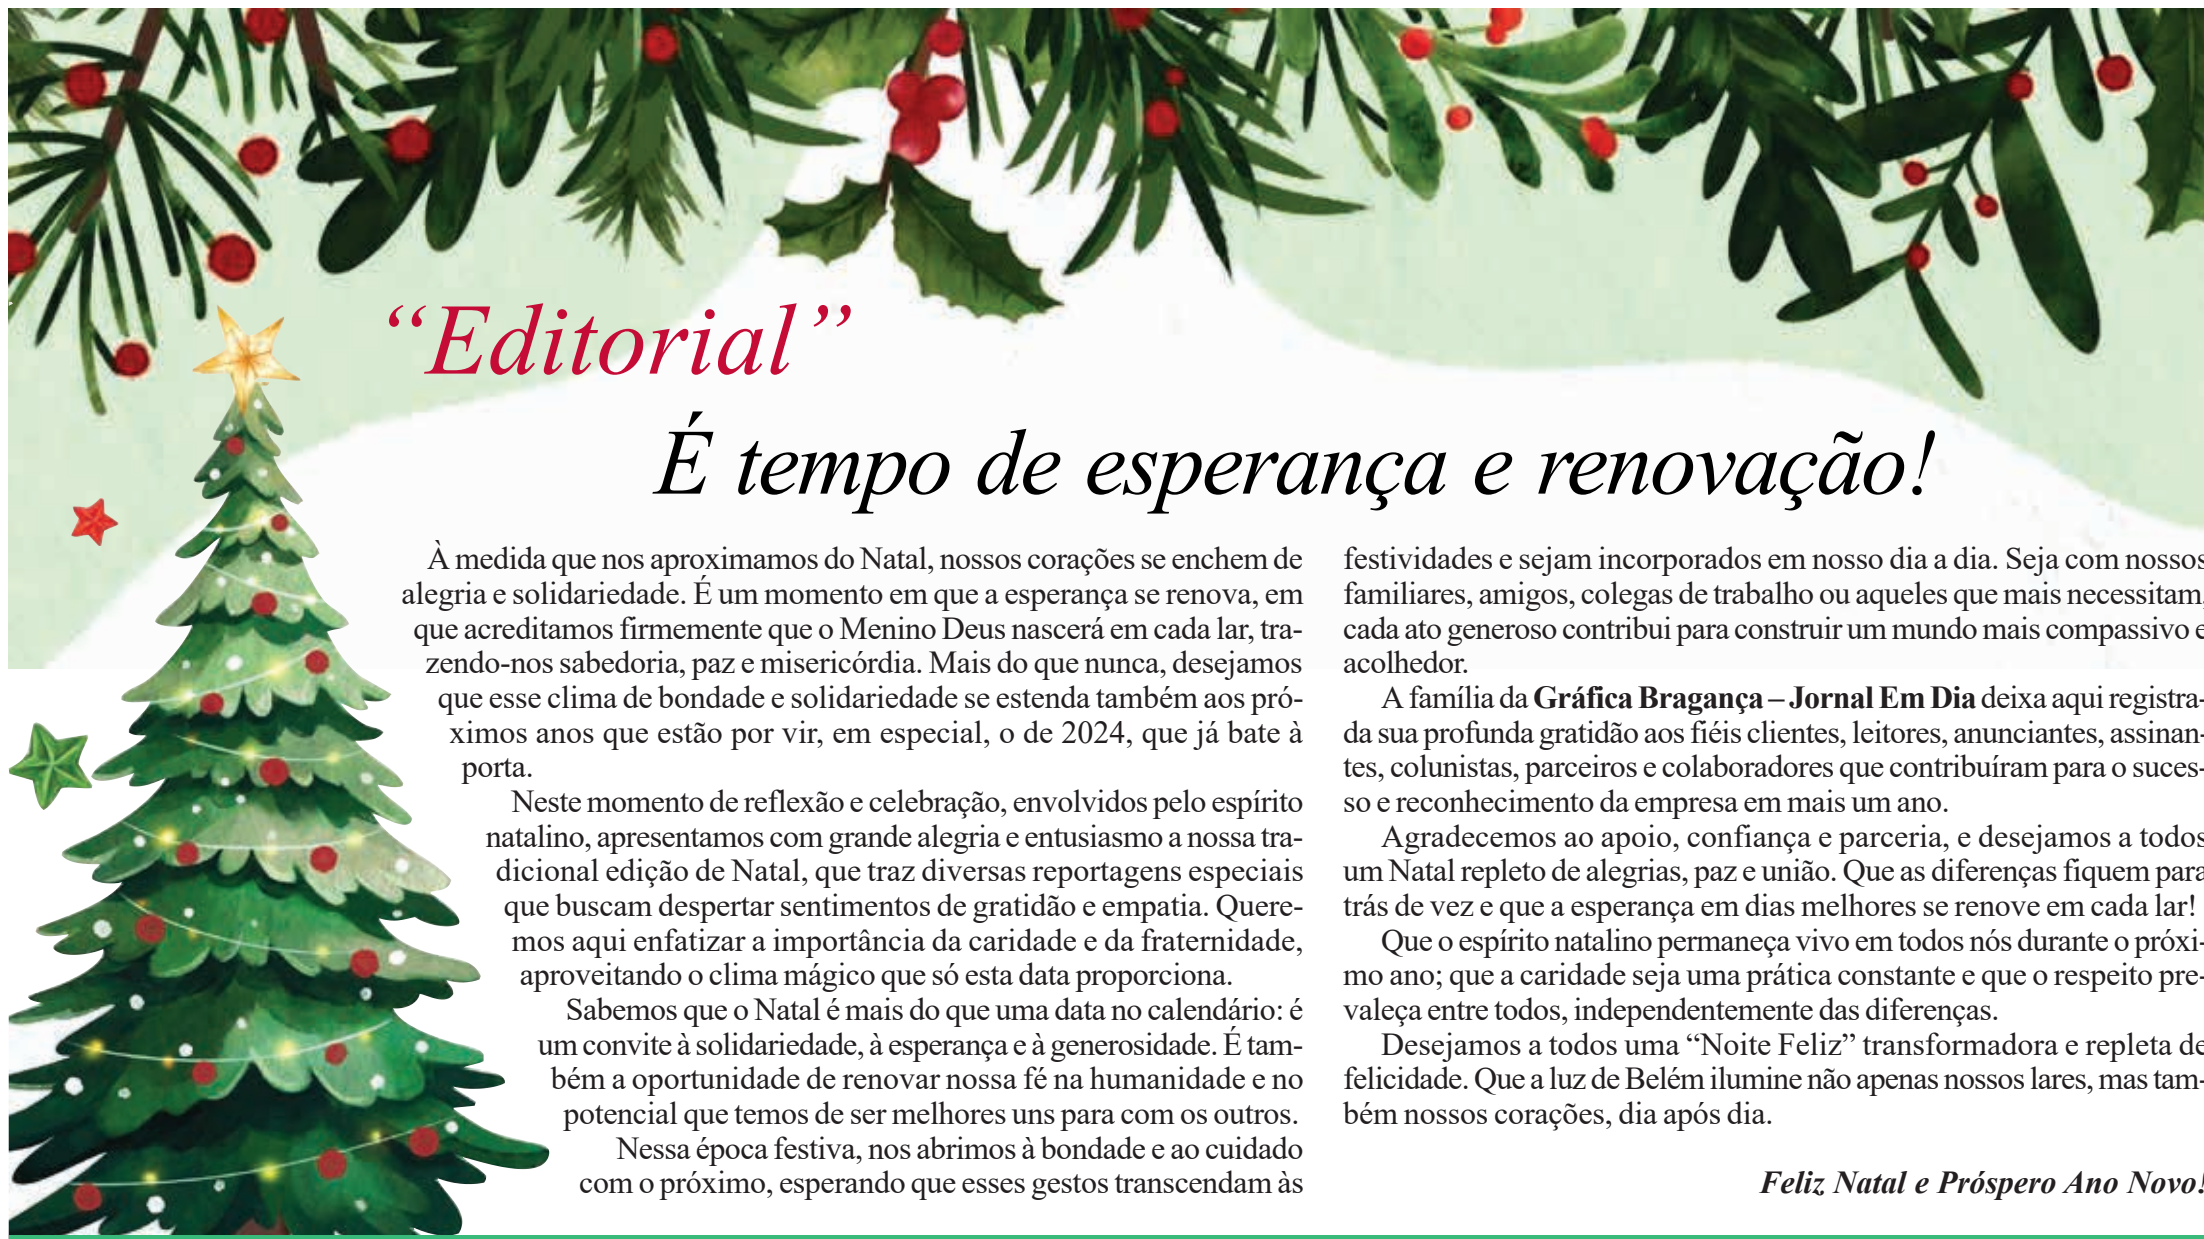 “Editorial”
É tempo de esperança e renovação!
À medida que nos aproximamos do Natal, nossos corações se enchem de
alegria e solidariedade. É um momento em que a esperança se renova, em
que acreditamos firmemente que o Menino Deus nascerá em cada lar, tra-
zendo-nos sabedoria, paz e misericórdia. Mais do que nunca, desejamos
que esse clima de bondade e solidariedade se estenda também aos pró-
ximos anos que estão por vir, em especial, o de 2024, que já bate à
porta.
Neste momento de reflexão e celebração, envolvidos pelo espírito
natalino, apresentamos com grande alegria e entusiasmo a nossa tra-
dicional edição de Natal, que traz diversas reportagens especiais
que buscam despertar sentimentos de gratidão e empatia. Quere-
mos aqui enfatizar a importância da caridade e da fraternidade,
aproveitando o clima mágico que só esta data proporciona.
Sabemos que o Natal é mais do que uma data no calendário: é
um convite à solidariedade, à esperança e à generosidade. É tam-
bém a oportunidade de renovar nossa fé na humanidade e no
potencial que temos de ser melhores uns para com os outros.
Nessa época festiva, nos abrimos à bondade e ao cuidado
com o próximo, esperando que esses gestos transcendam às
festividades e sejam incorporados em nosso dia a dia. Seja com nossos
familiares, amigos, colegas de trabalho ou aqueles que mais necessitam,
cada ato generoso contribui para construir um mundo mais compassivo e
acolhedor.
A família da Gráfica Bragança – Jornal Em Dia deixa aqui registra-
da sua profunda gratidão aos fiéis clientes, leitores, anunciantes, assinan-
tes, colunistas, parceiros e colaboradores que contribuíram para o suces-
so e reconhecimento da empresa em mais um ano.
Agradecemos ao apoio, confiança e parceria, e desejamos a todos
um Natal repleto de alegrias, paz e união. Que as diferenças fiquem para
trás de vez e que a esperança em dias melhores se renove em cada lar!
Que o espírito natalino permaneça vivo em todos nós durante o próxi-
mo ano; que a caridade seja uma prática constante e que o respeito pre-
valeça entre todos, independentemente das diferenças.
Desejamos a todos uma “Noite Feliz” transformadora e repleta de
felicidade. Que a luz de Belém ilumine não apenas nossos lares, mas tam-
bém nossos corações, dia após dia.
Feliz Natal e Próspero Ano Novo!